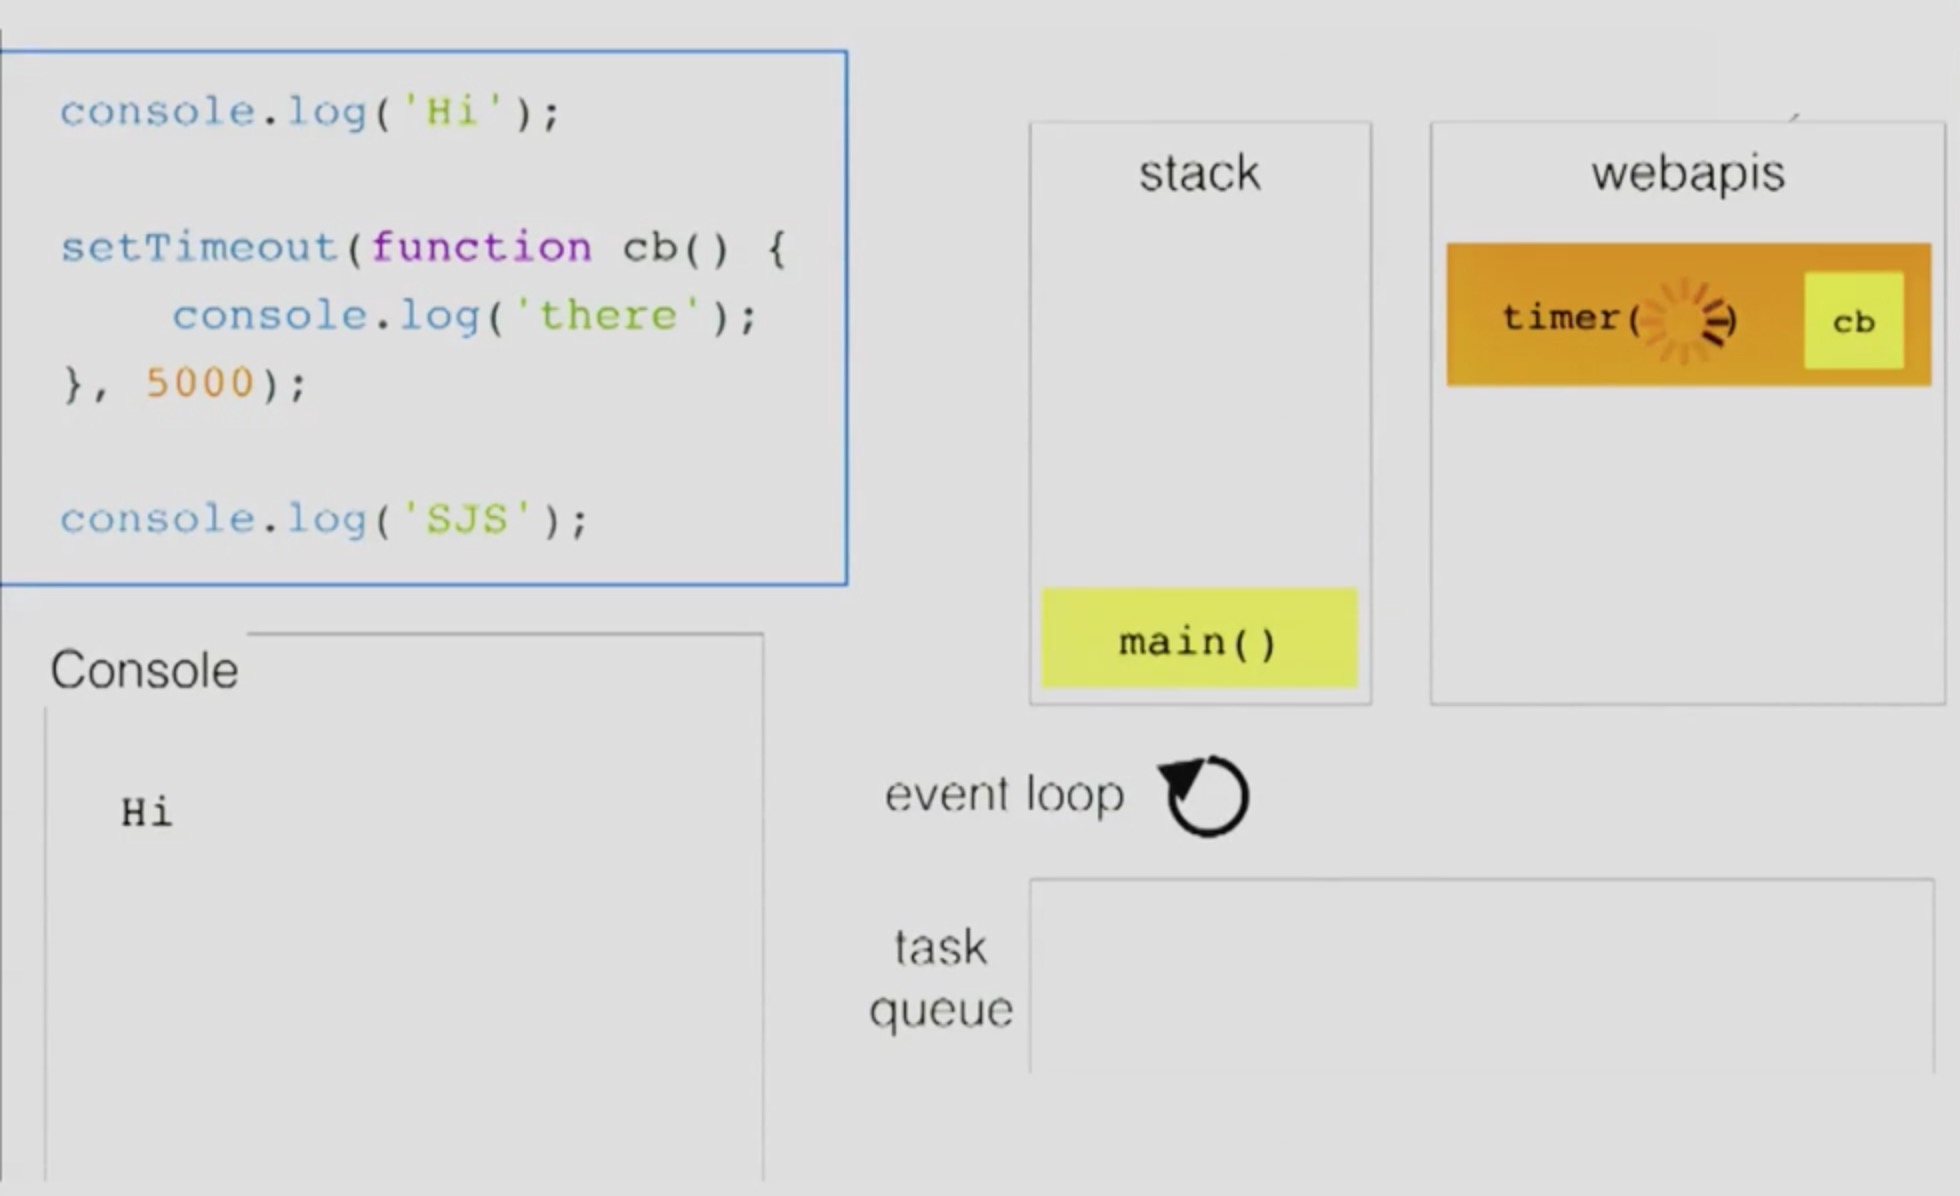 console.log('Hi');
setTimeout(function cb() {
    console.log('there');
}, 5000);
console.log('SJS');
Console
Hi
stack
main()
webapis
timer( ) cb
event loop
task
queue